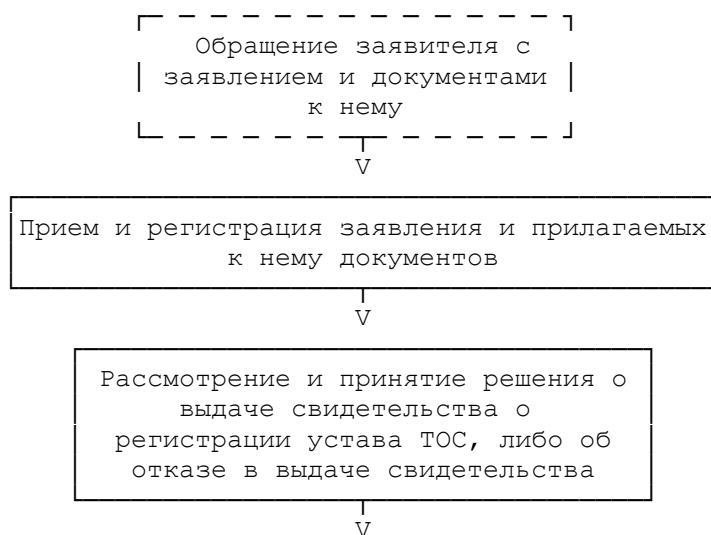 Обращение заявителя с
заявлением и документами
к нему
V
Прием и регистрация заявления и прилагаемых
к нему документов
V
Рассмотрение и принятие решения о
выдаче свидетельства о
регистрации устава ТОС, либо об
отказе в выдаче свидетельства
V